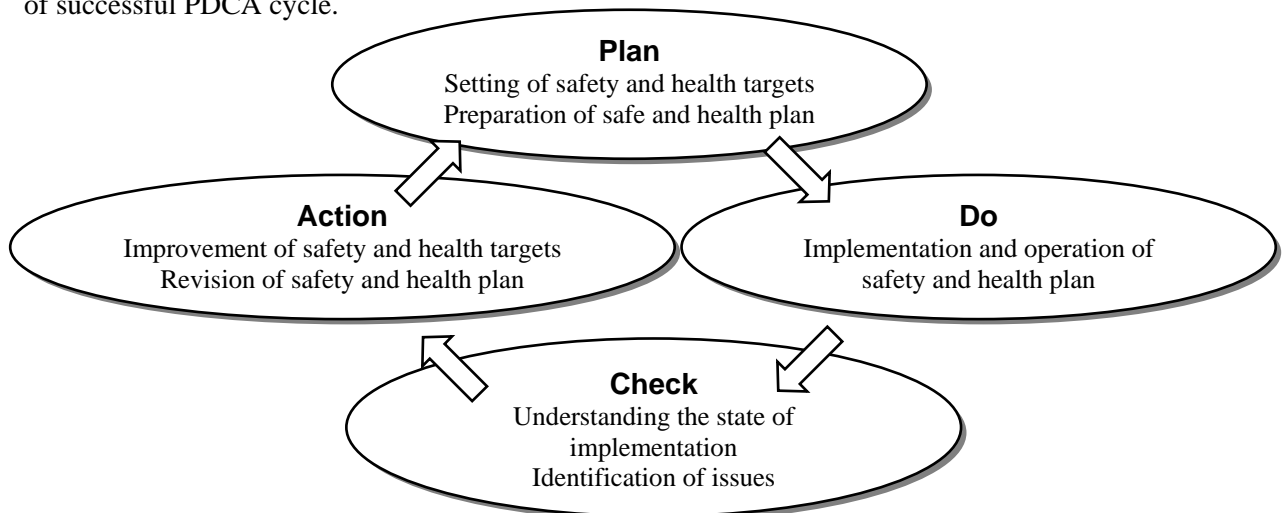 of successful PDCA cycle.
Plan
Setting of safety and health targets
Preparation of safe and health plan
Action
Improvement of safety and health targets
Revision of safety and health plan
Do
Implementation and operation of
safety and health plan
Check
Understanding the state of
implementation
Identification of issues